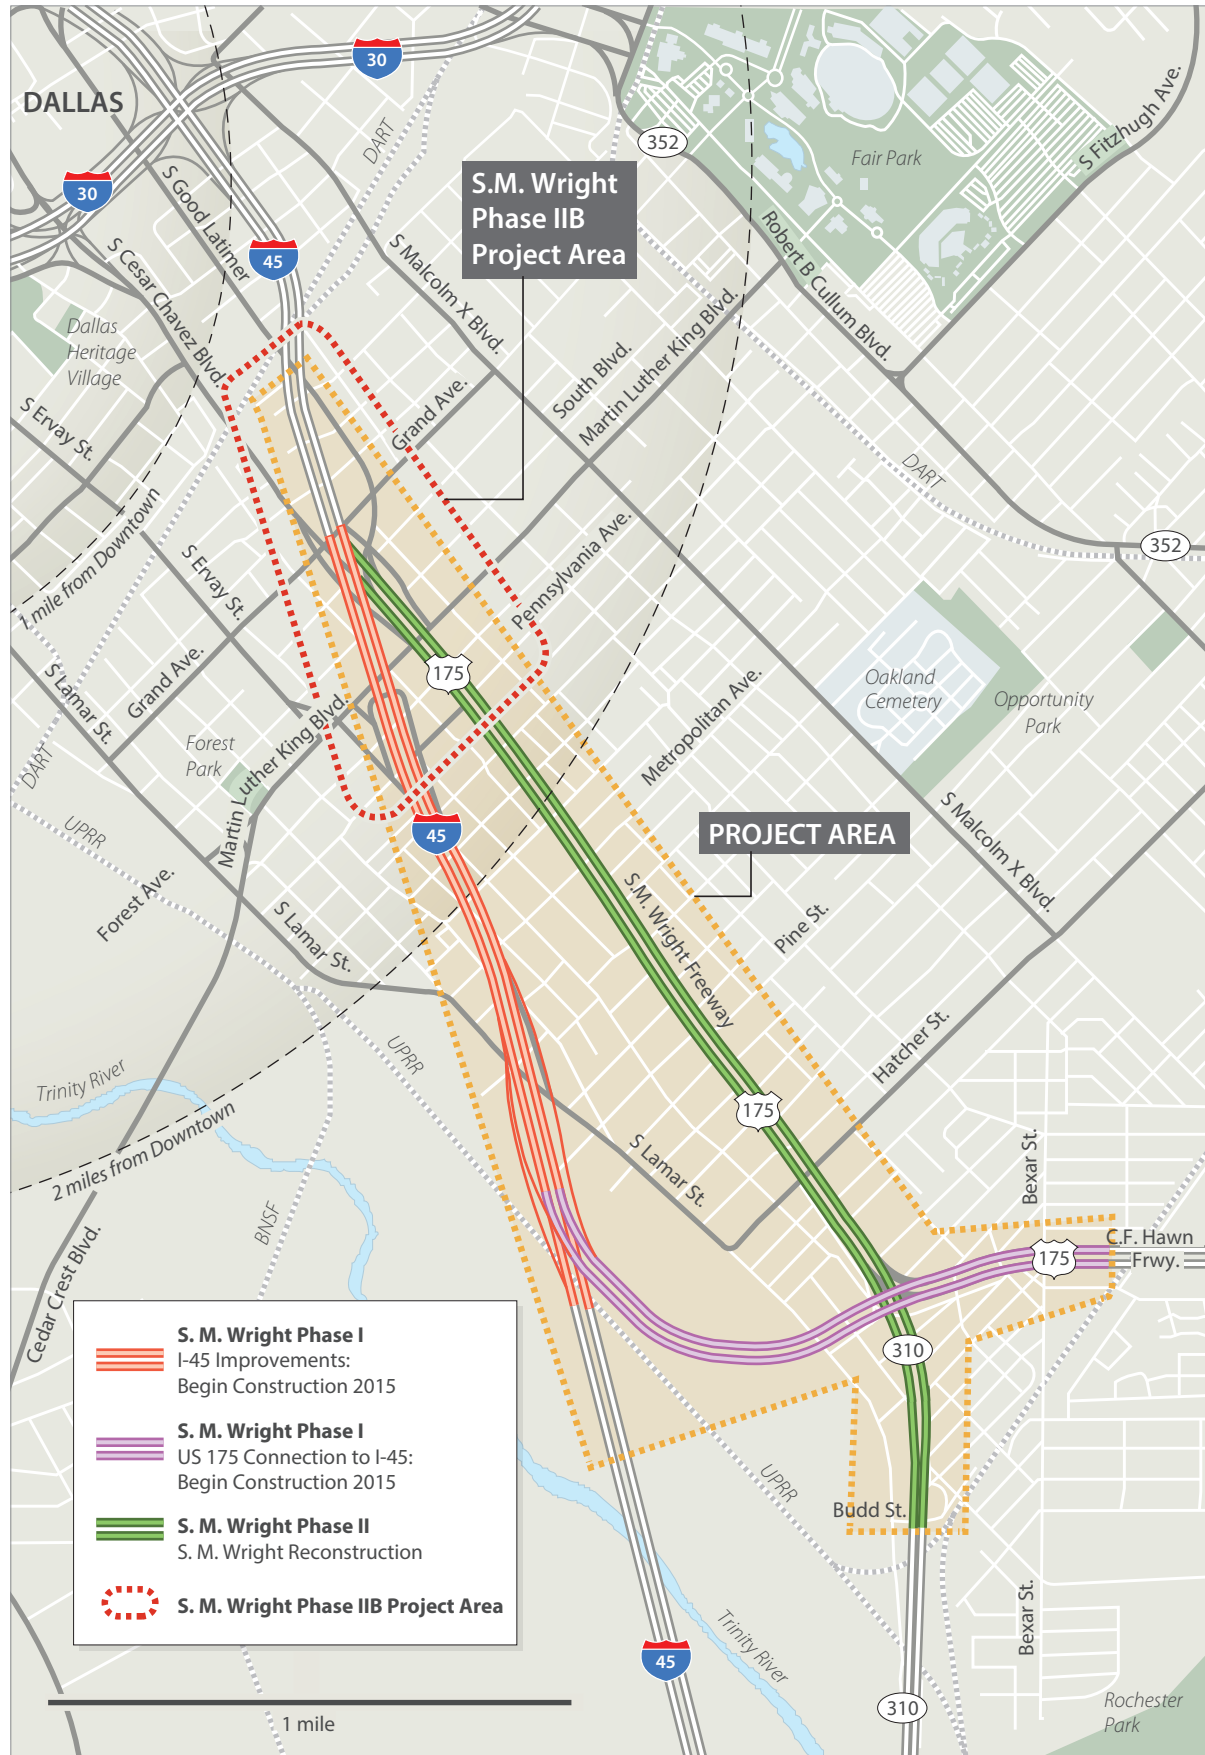 30
DALLAS
352
S Fitzhugh Ave.
DART
Fair Park
30
S.M. Wright
Phase IIB
Project Area
S Good Latimer
45
S Cesar Chavez Blvd.
S Malcolm X Blvd.
Robert B Cullum Blvd.
Dallas
Heritage
Village
South Blvd.
Martin Luther King Blvd.
Grand Ave.
S Ervay St.
DART
1 mile from Downtown
S Ervay St.
Pennsylvania Ave.
352
Grand Ave.
S Lamar St.
175
Oakland
Cemetery
Opportunity
Park
Metropolitan Ave.
Forest
Park
DART
Martin Luther King Blvd.
UPRR
45
PROJECT AREA
S Malcolm X Blvd.
Forest Ave.
S Lamar St.
S.M. Wright Freeway
Pine St.
Hatcher St.
UPRR
Trinity River
2 miles from Downtown
175
S Lamar St.
Bexar St.
BNSF
Cedar Crest Blvd.
175
C.F. Hawn
Frwy.
310
S. M. Wright Phase I
I-45 Improvements:
Begin Construction 2015
S. M. Wright Phase I
US 175 Connection to I-45:
Begin Construction 2015
S. M. Wright Phase II
S. M. Wright Reconstruction
S. M. Wright Phase IIB Project Area
UPRR
Budd St.
Bexar St.
Trinity River
45
310
Rochester
Park
1 mile